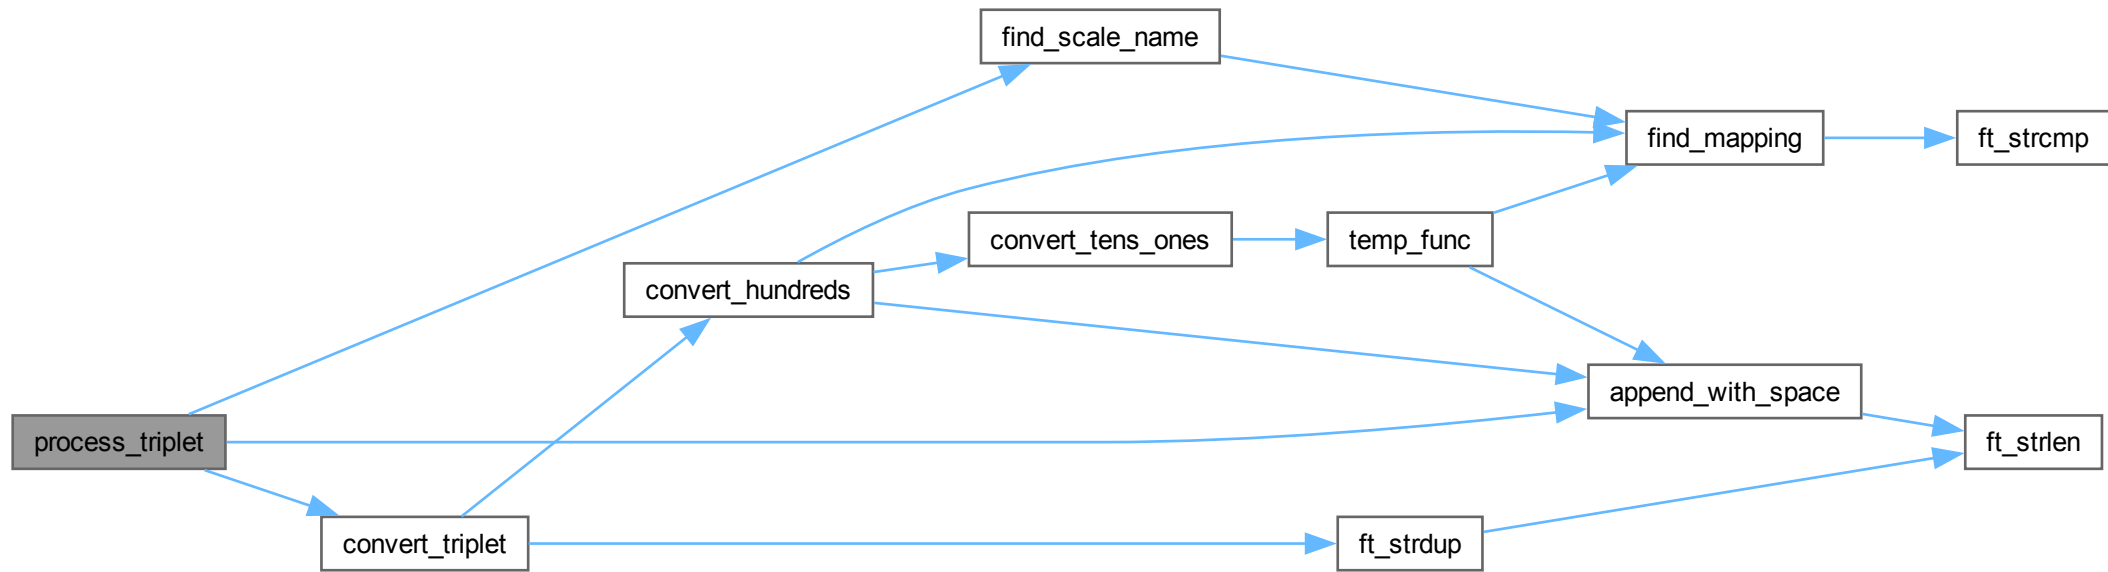 find_scale_name
find_mapping
ft_strcmp
convert_tens_ones
temp_func
convert_hundreds
append_with_space
process_triplet
ft_strlen
convert_triplet
ft_strdup